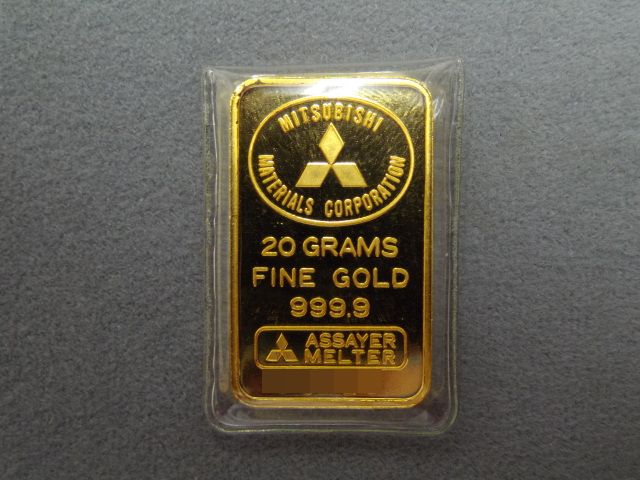 MITSUBISHI
MATERIALS CORPORATION
20 GRAMS
FINE GOLD
999.9
ASSAYER
MELTER